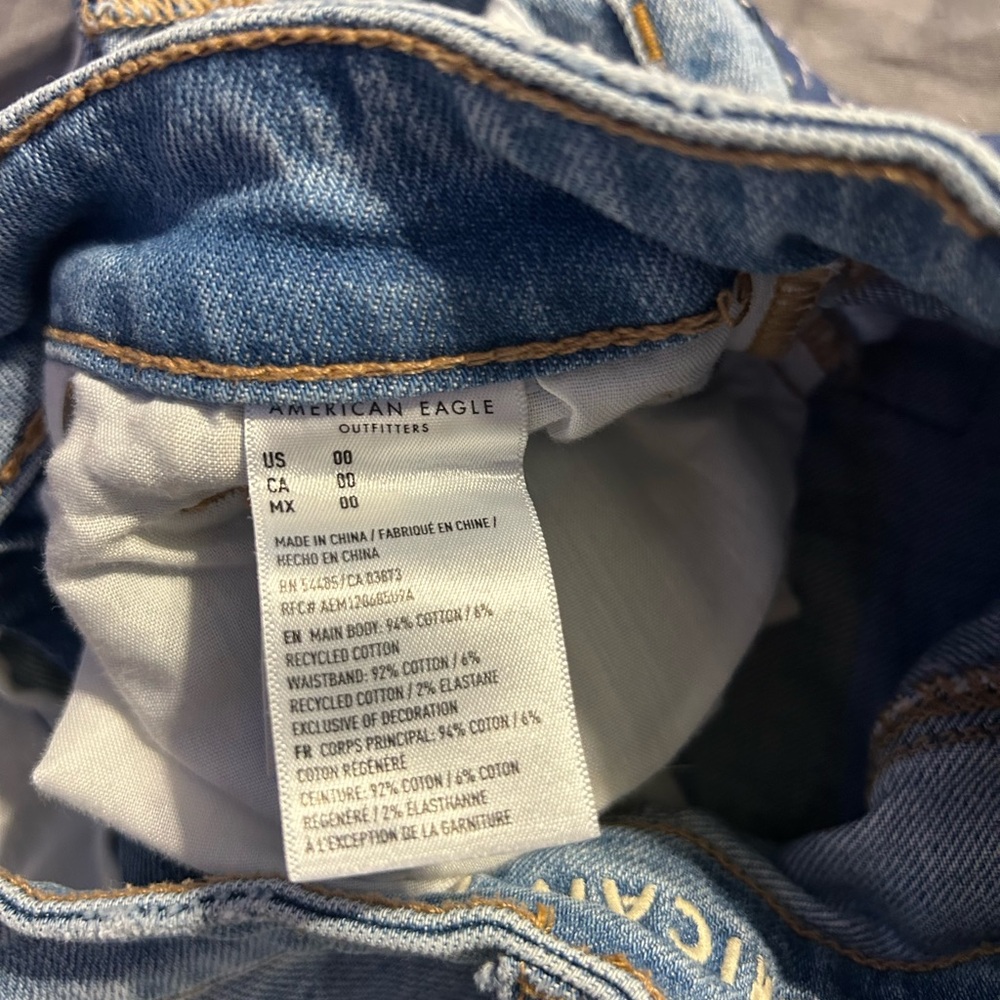 AMERICAN EAGLE
OUTFITTERS
US 00
CA 00
MX 00
MADE IN CHINA / FABRIQUÉ EN CHINE /
HECHO EN CHINA
RN 54485/CA 03873
RFC# AEM12068509A
EN MAIN BODY: 94% COTTON / 6%
RECYCLED COTTON
WAISTBAND: 92% COTTON / 6%
RECYCLED COTTON / 2% ELASTANE
EXCLUSIVE OF DECORATION
FR CORPS PRINCIPAL: 94% COTON / 6%
COTON RÉGÉNÉRÉ
CEINTURE: 92% COTON / 6% COTON
RÉGÉNÉRÉ / 2% ÉLASTHANNE
À L'EXCEPTION DE LA GARNITURE